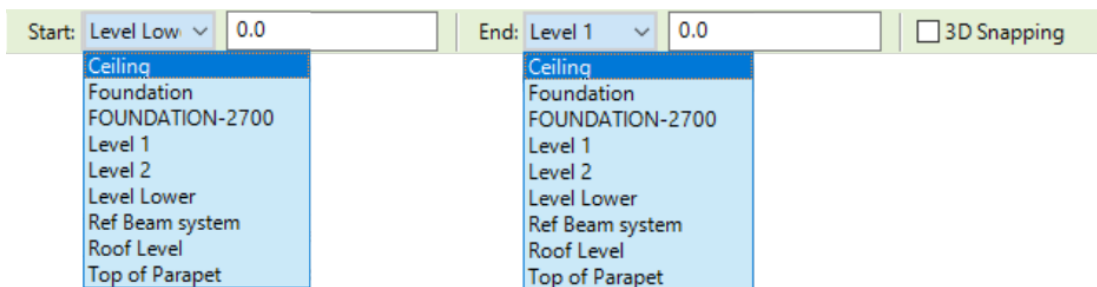 Start: Level Low 0.0 End: Level 1 0.0 3D Snapping
Ceiling
Foundation
FOUNDATION-2700
Level 1
Level 2
Level Lower
Ref Beam system
Roof Level
Top of Parapet
Ceiling
Foundation
FOUNDATION-2700
Level 1
Level 2
Level Lower
Ref Beam system
Roof Level
Top of Parapet